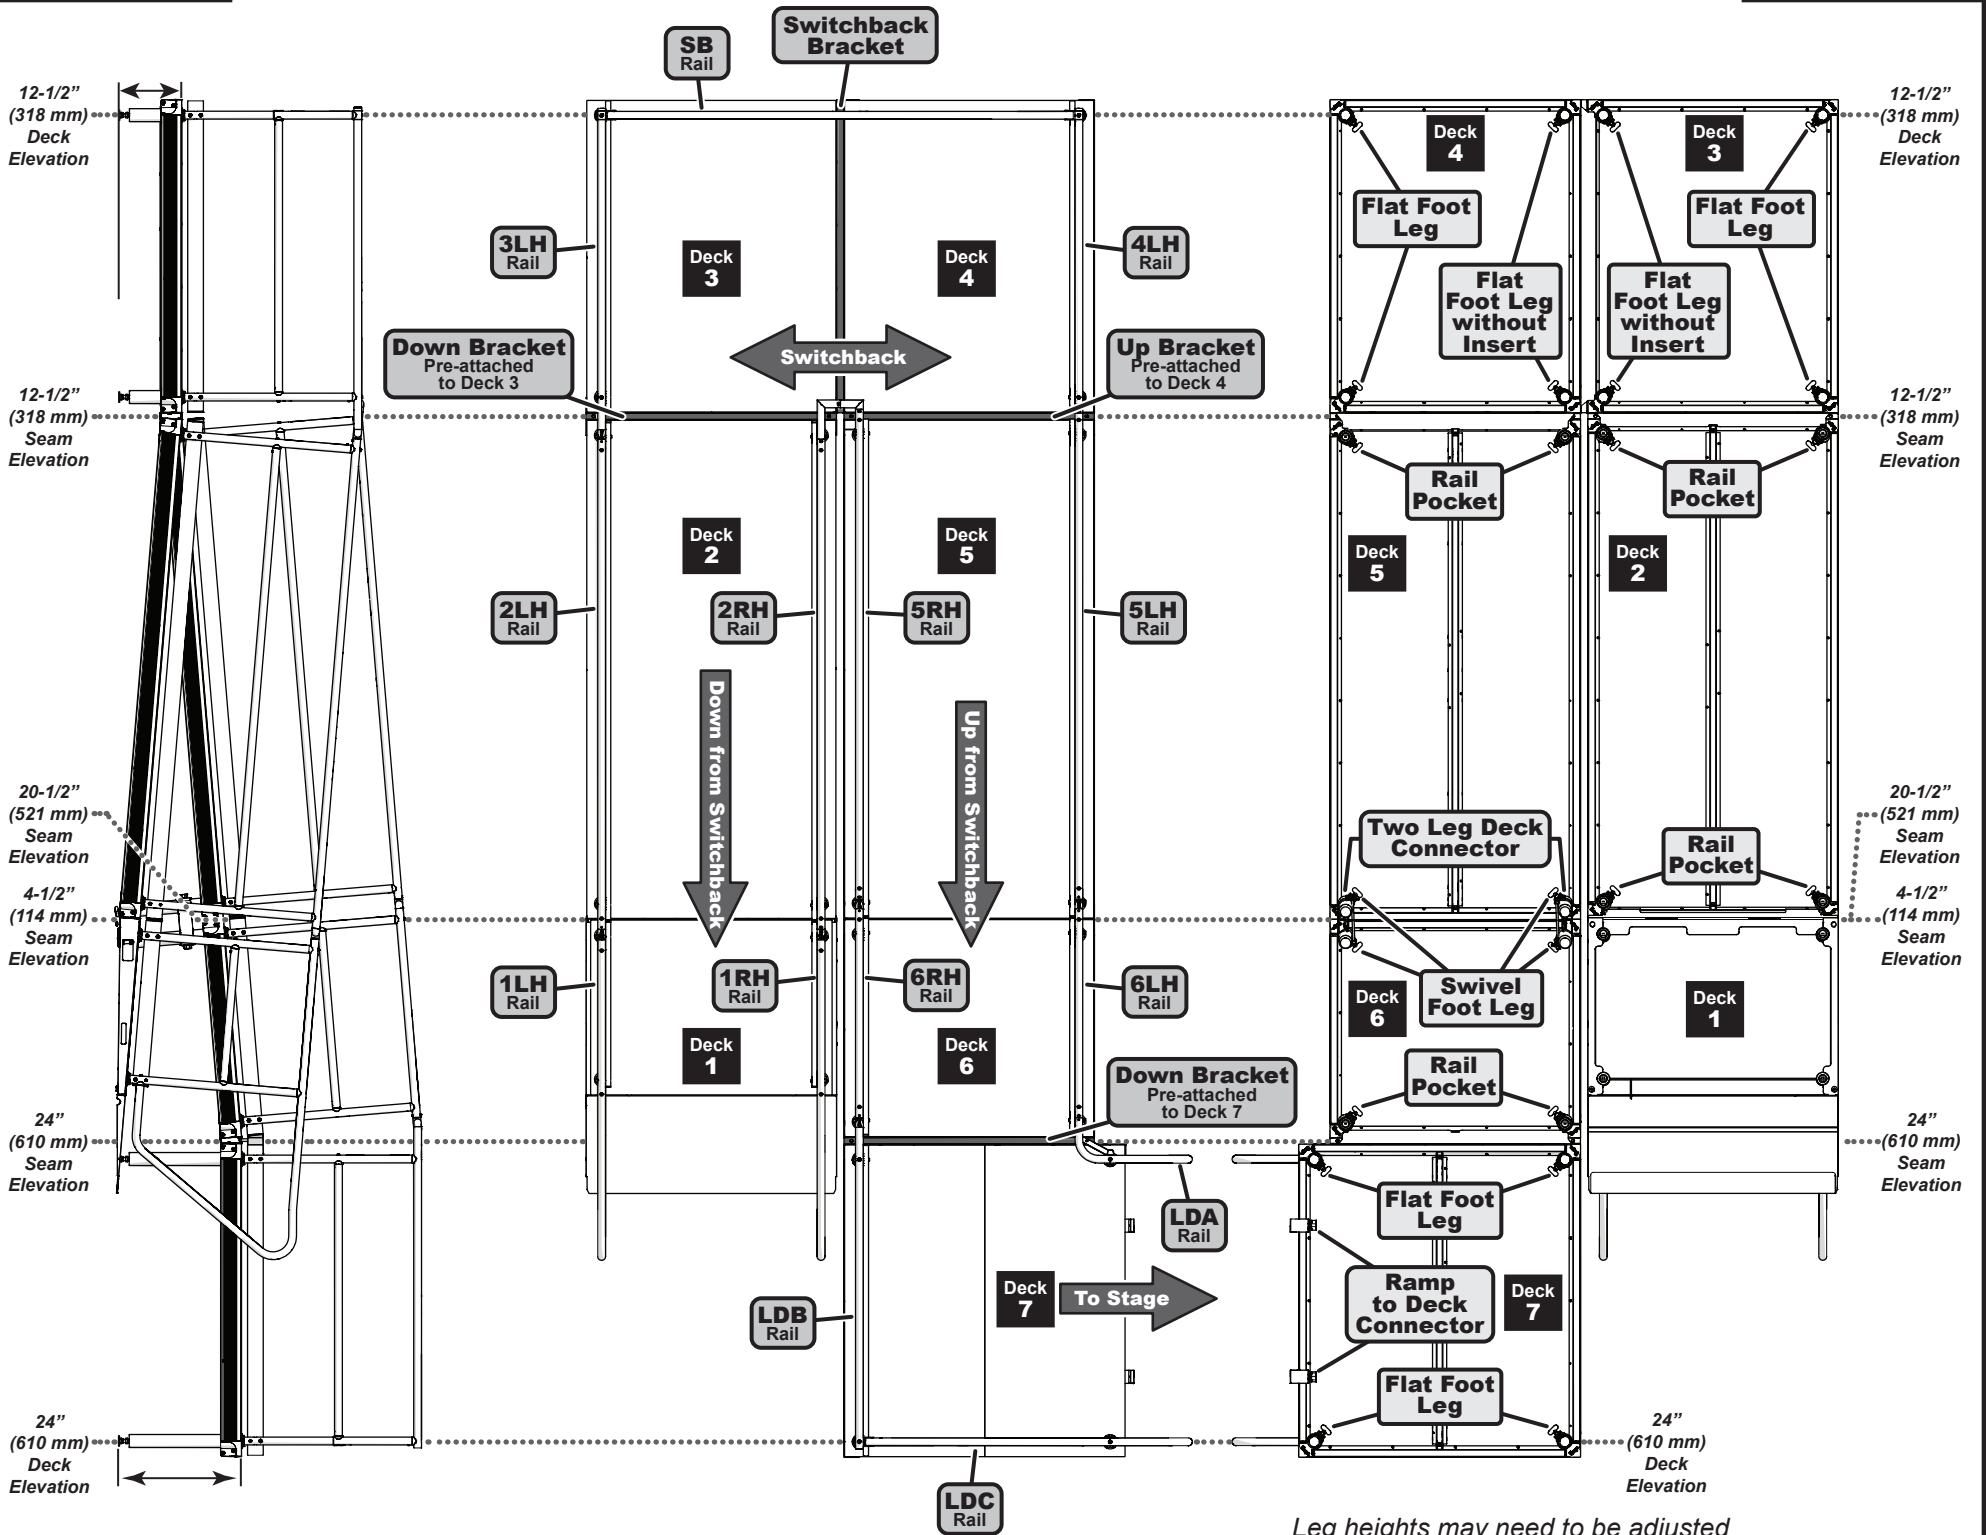 SB
Rail
Switchback
Bracket
12-1/2”
(318 mm)
Deck
Elevation
12-1/2”
(318 mm)
Seam
Elevation
20-1/2”
(521 mm)
Seam
Elevation
4-1/2”
(114 mm)
Seam
Elevation
24”
(610 mm)
Seam
Elevation
24”
(610 mm)
Deck
Elevation
3LH
Rail
Deck
3
Deck
4
4LH
Rail
Down Bracket
Pre-attached
to Deck 3
Switchback
Up Bracket
Pre-attached
to Deck 4
Deck
2
Deck
5
2LH
Rail
2RH
Rail
5RH
Rail
5LH
Rail
Down from Switchback
Up from Switchback
1LH
Rail
1RH
Rail
6RH
Rail
6LH
Rail
Deck
1
Deck
6
Down Bracket
Pre-attached
to Deck 7
LDA
Rail
LDB
Rail
Deck
7
To Stage
LDC
Rail
Deck
4
Deck
3
Flat Foot
Leg
Flat Foot
Leg
Flat
Foot Leg
without
Insert
Flat
Foot Leg
without
Insert
Rail
Pocket
Rail
Pocket
Deck
5
Deck
2
Two Leg Deck
Connector
Rail
Pocket
Swivel
Foot Leg
Deck
6
Deck
1
Rail
Pocket
Flat Foot
Leg
Ramp
to Deck
Connector
Deck
7
Flat Foot
Leg
12-1/2”
(318 mm)
Deck
Elevation
12-1/2”
(318 mm)
Seam
Elevation
20-1/2”
(521 mm)
Seam
Elevation
4-1/2”
(114 mm)
Seam
Elevation
24”
(610 mm)
Seam
Elevation
24”
(610 mm)
Deck
Elevation
Leg heights may need to be adjusted